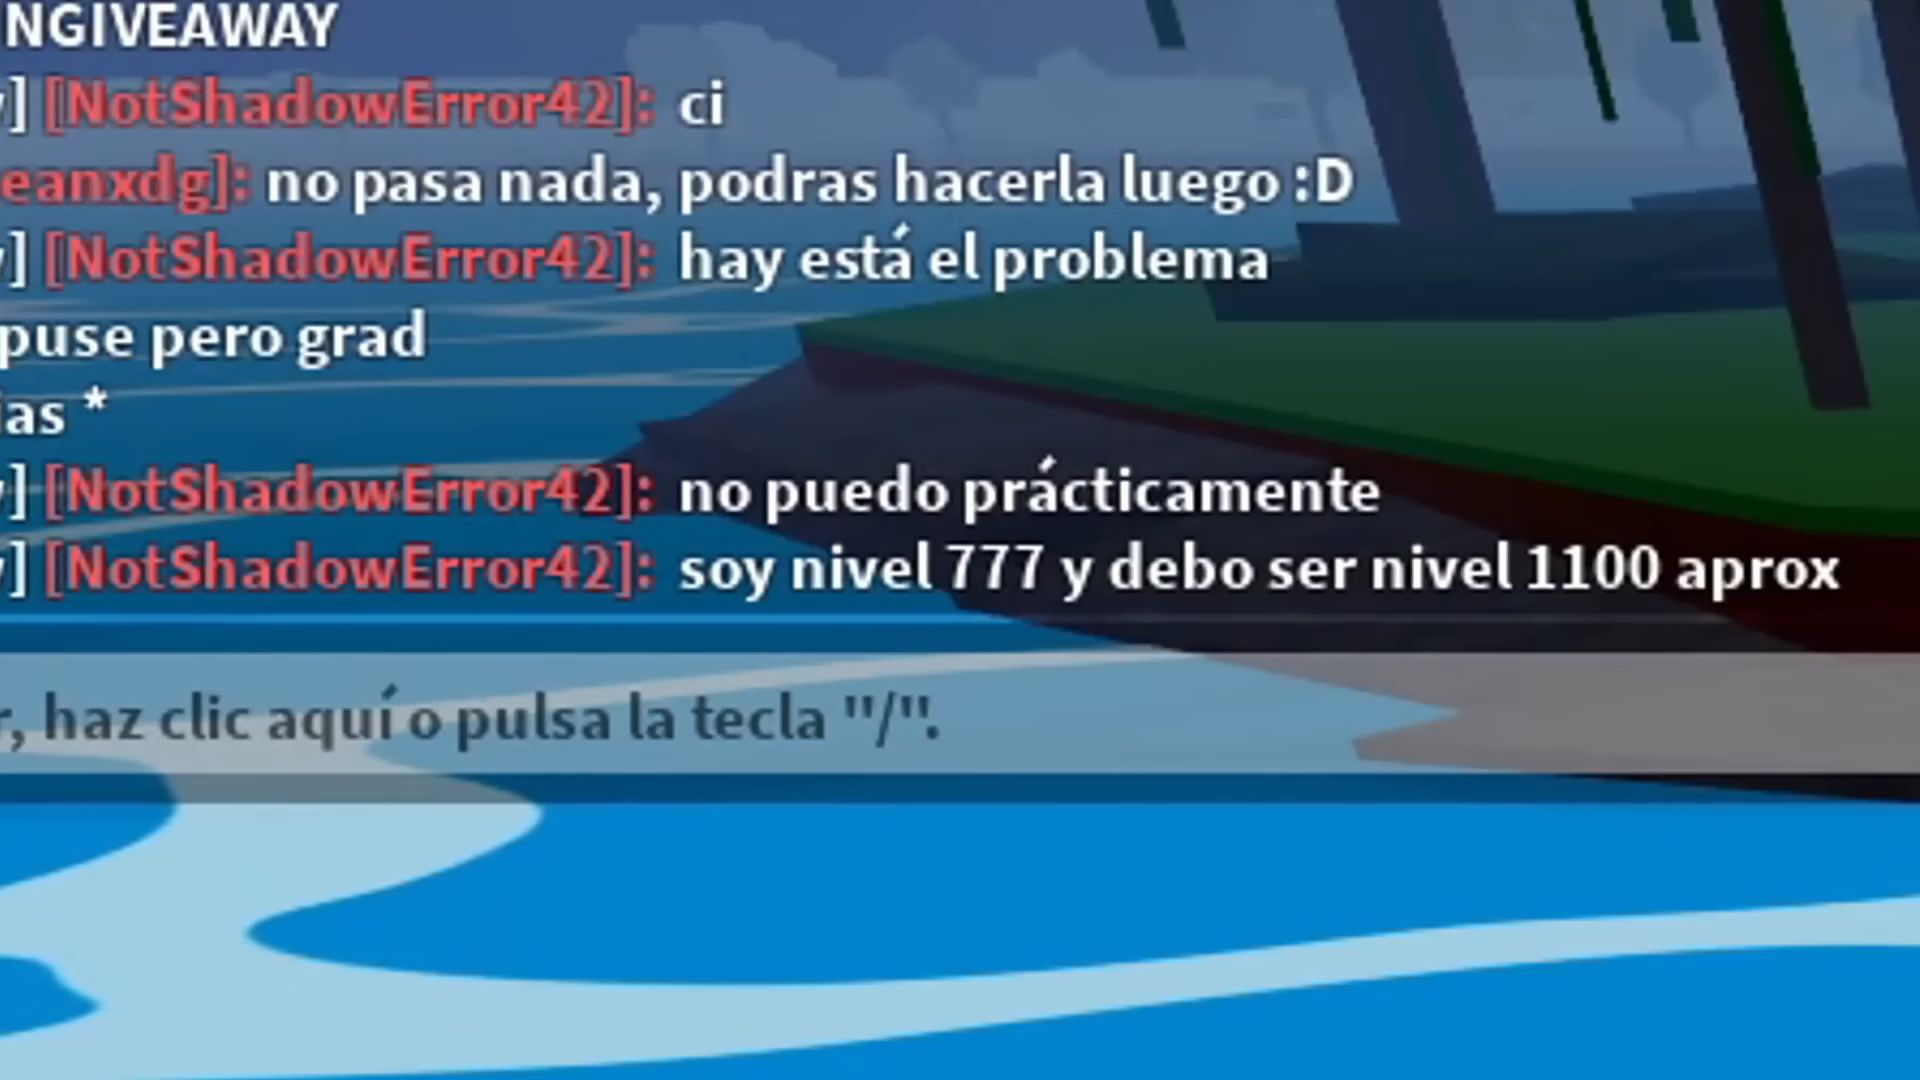 NGIVEAWAY
] [NotShadowError42]: ci
eanxdg]: no pasa nada, podras hacerla luego :D
] [NotShadowError42]: hay está el problema
puse pero grad
ias *
] [NotShadowError42]: no puedo prácticamente
] [NotShadowError42]: soy nivel 777 y debo ser nivel 1100 aprox
r, haz clic aquí o pulsa la tecla "/".